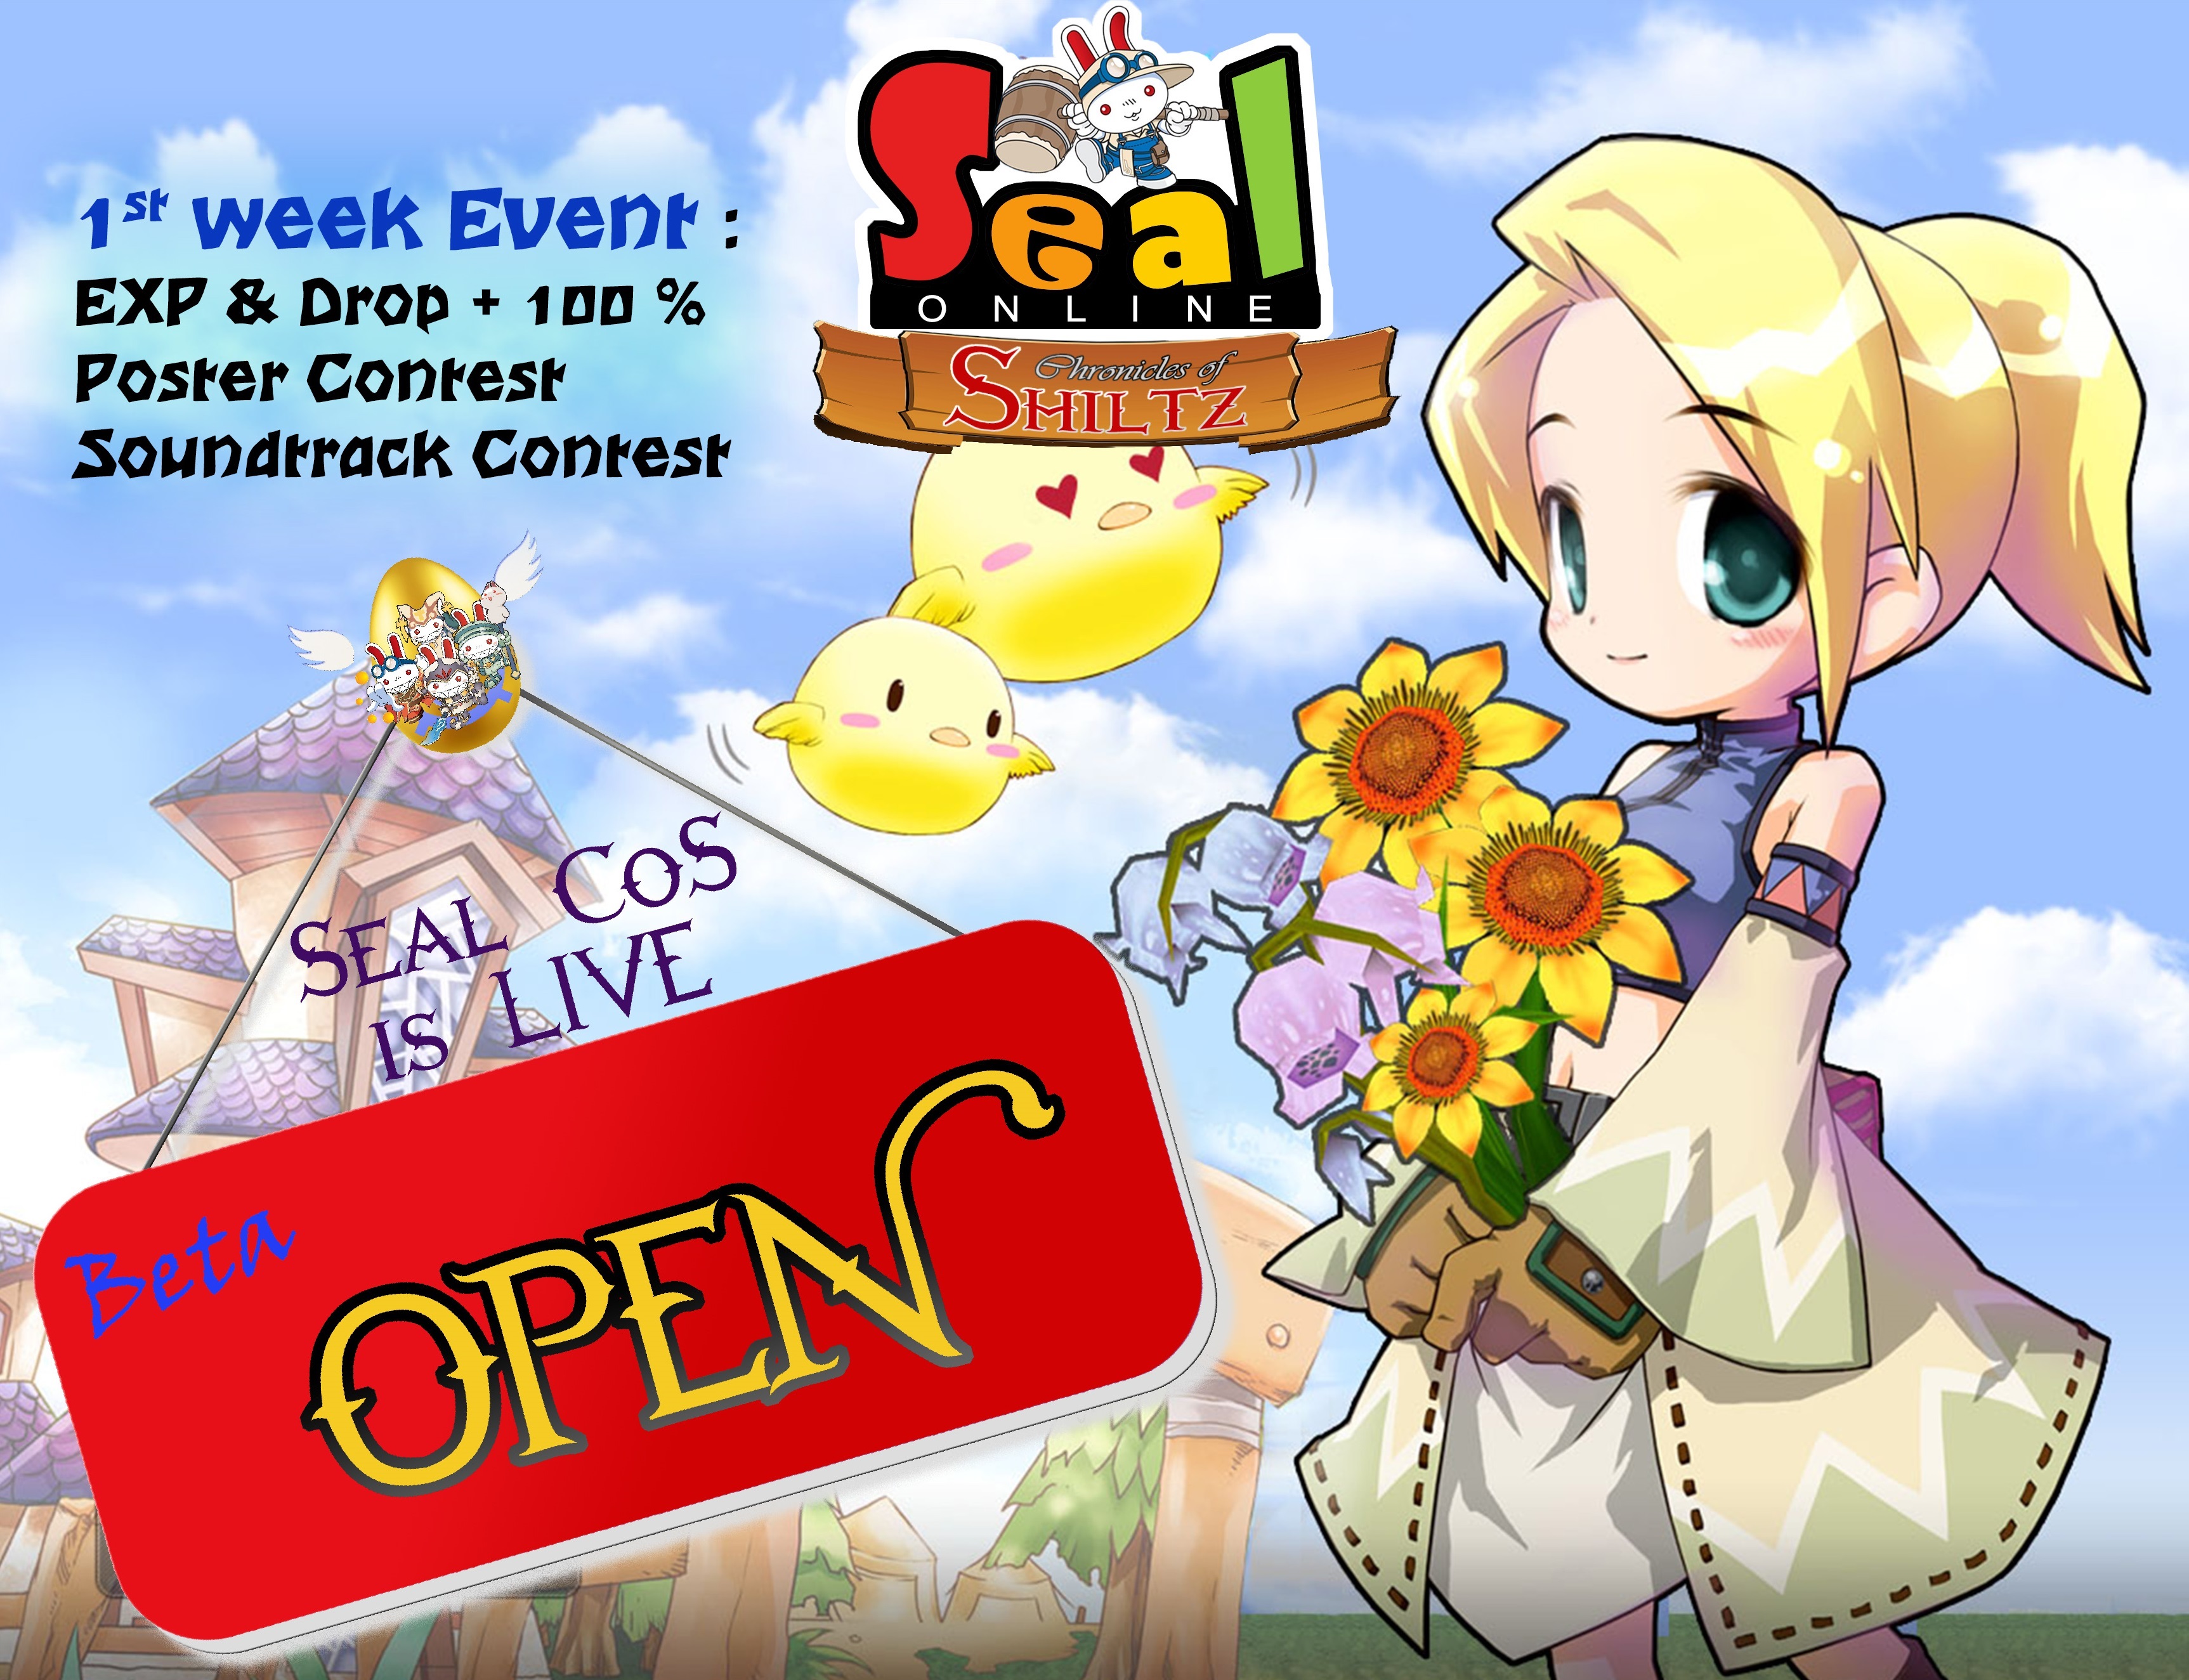 Seal
ONLINE
Chronicles of
SHILTZ
1st week Event :
EXP & Drop + 100 %
Poster Contest
Soundtrack Contest
SEAL COS
IS LIVE
Beta
OPEN